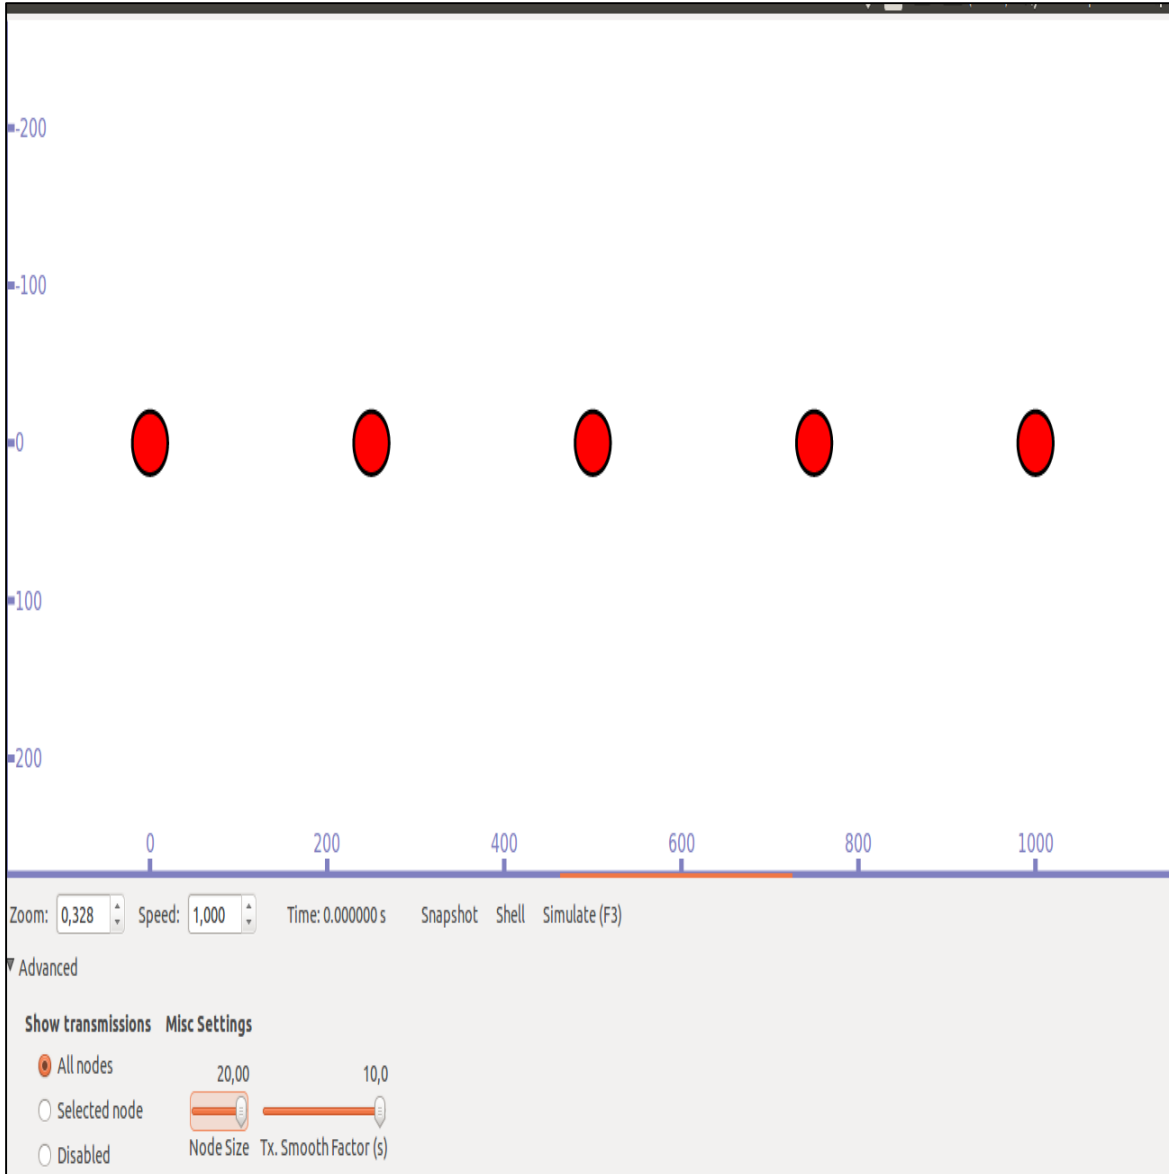 -200
-100
0
100
200
0 200 400 600 800 1000
Zoom: 0,328 Speed: 1,000 Time: 0.000000 s Snapshot Shell Simulate (F3)
Advanced
Show transmissions Misc Settings
All nodes
20,00 10,0
Selected node
Node Size Tx. Smooth Factor (s)
Disabled